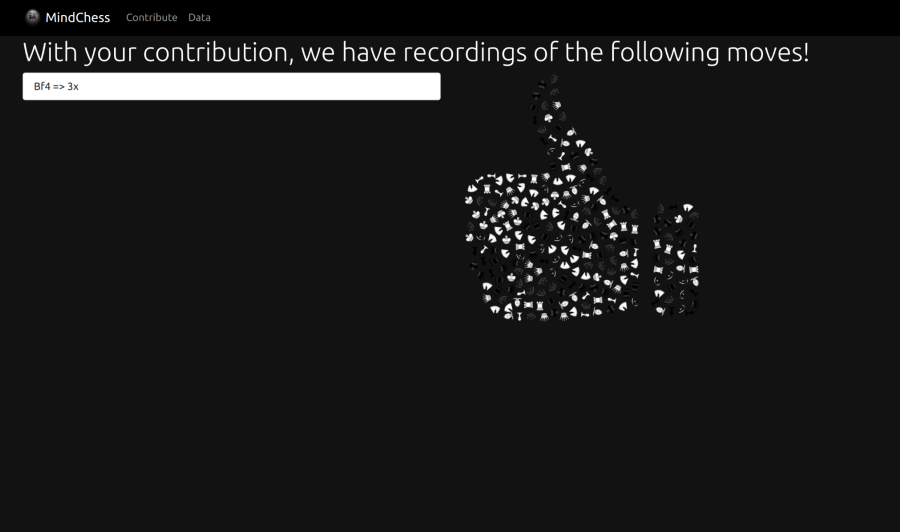 MindChess Contribute Data
With your contribution, we have recordings of the following moves!
Bf4 => 3x